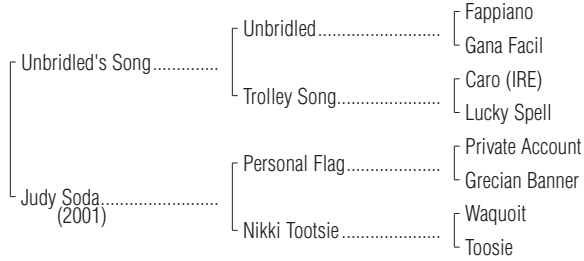 Fappiano
Unbridled
Gana Facil
Unbridled's Song
Caro (IRE)
Trolley Song
Lucky Spell
Private Account
Personal Flag
Grecian Banner
Judy Soda
(2001)
Waquoit
Nikki Tootsie
Toosie